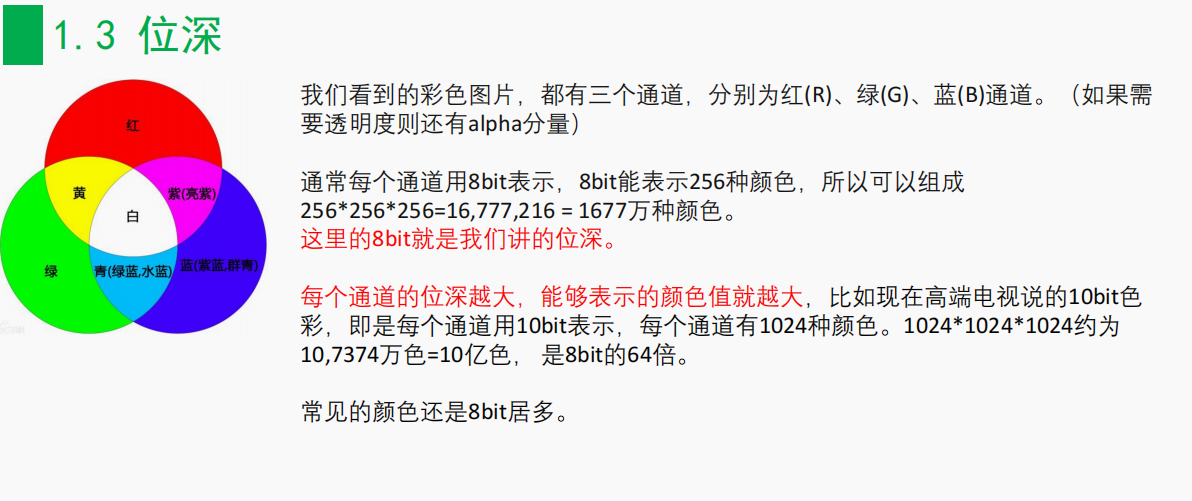 1.3 位深
红
黄
紫(亮紫)
白
绿
青(绿蓝,水蓝)
蓝(紫蓝,群青)
我们看到的彩色图片，都有三个通道，分别为红(R)、绿(G)、蓝(B)通道。（如果需
要透明度则还有alpha分量）
通常每个通道用8bit表示，8bit能表示256种颜色，所以可以组成
256*256*256=16,777,216 = 1677万种颜色。
这里的8bit就是我们讲的位深。
每个通道的位深越大，能够表示的颜色值就越大，比如现在高端电视说的10bit色
彩，即是每个通道用10bit表示，每个通道有1024种颜色。1024*1024*1024约为
10,7374万色=10亿色， 是8bit的64倍。
常见的颜色还是8bit居多。